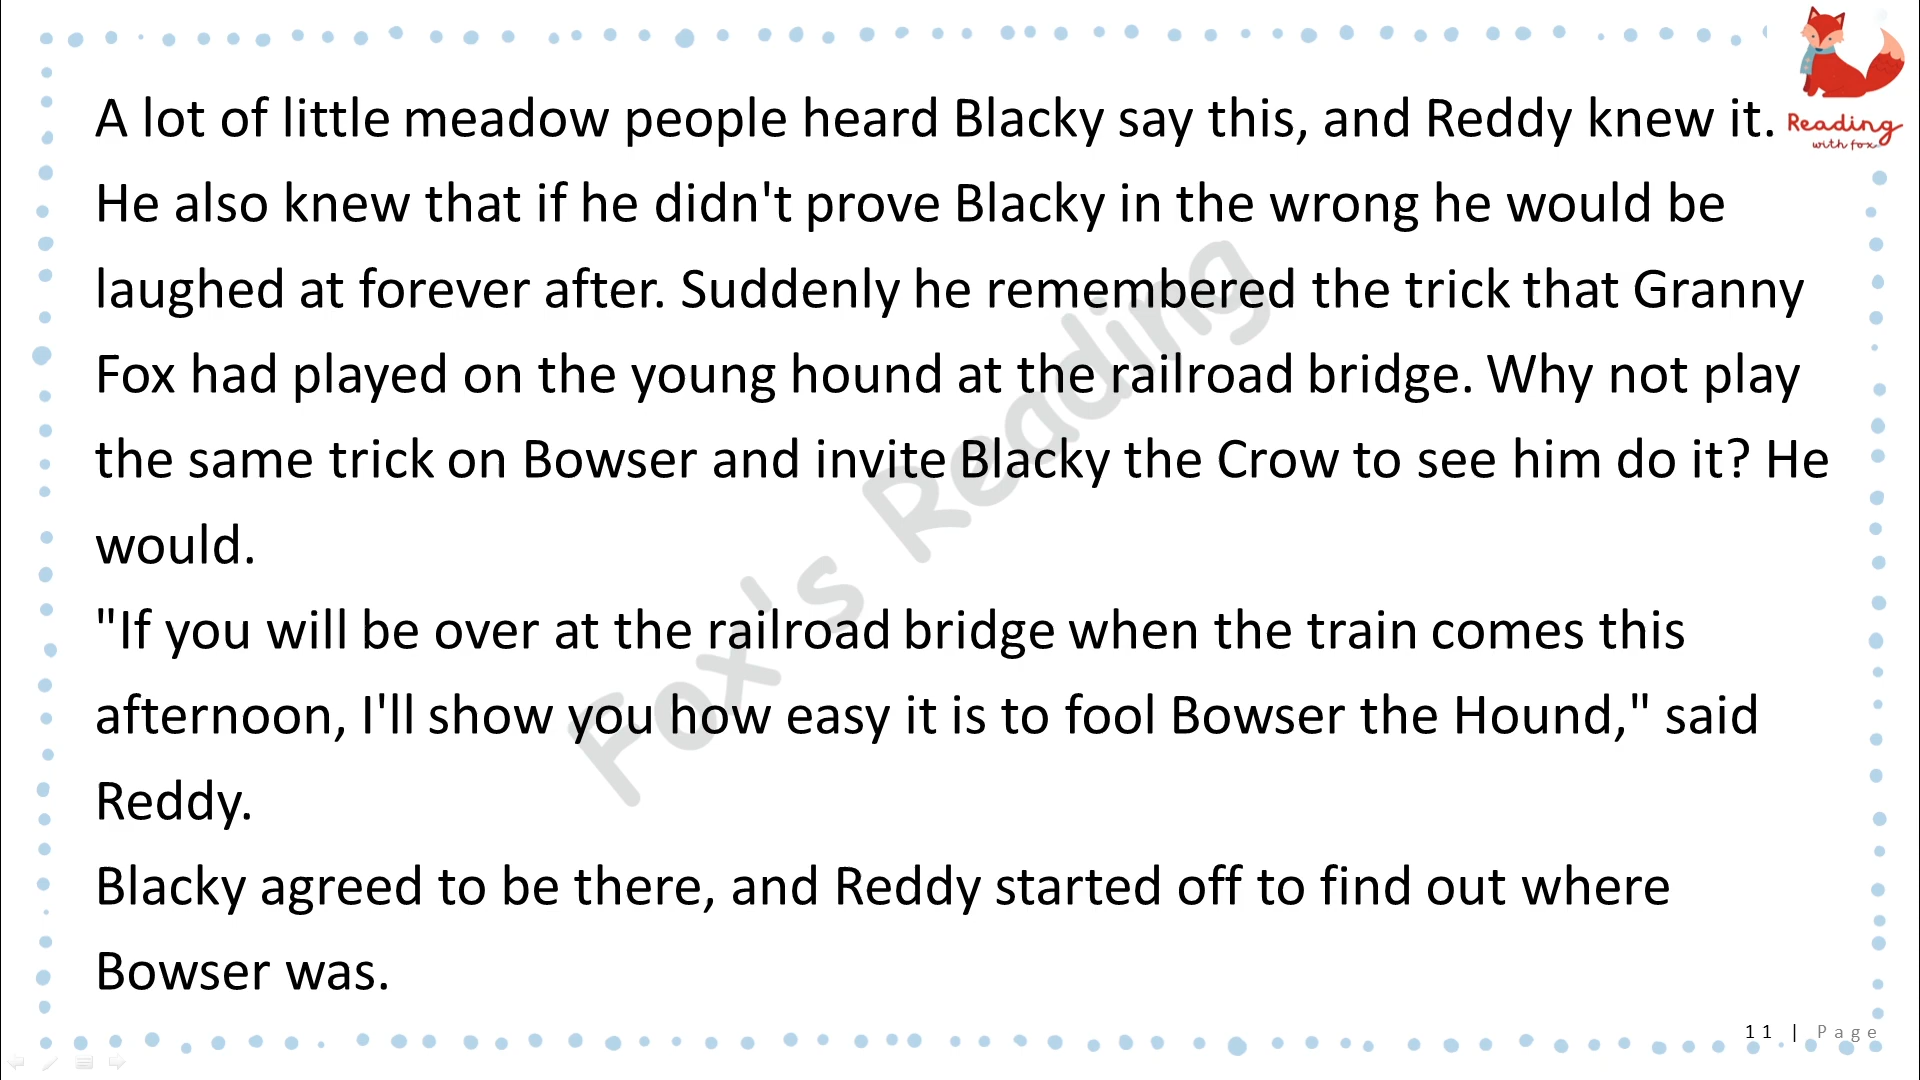 A lot of little meadow people heard Blacky say this, and Reddy knew it.
He also knew that if he didn't prove Blacky in the wrong he would be
laughed at forever after. Suddenly he remembered the trick that Granny
Fox had played on the young hound at the railroad bridge. Why not play
the same trick on Bowser and invite Blacky the Crow to see him do it? He
would.
"If you will be over at the railroad bridge when the train comes this
afternoon, I'll show you how easy it is to fool Bowser the Hound," said
Reddy.
Blacky agreed to be there, and Reddy started off to find out where
Bowser was.
Reading
with fox
Fox's Reading
11 | Page